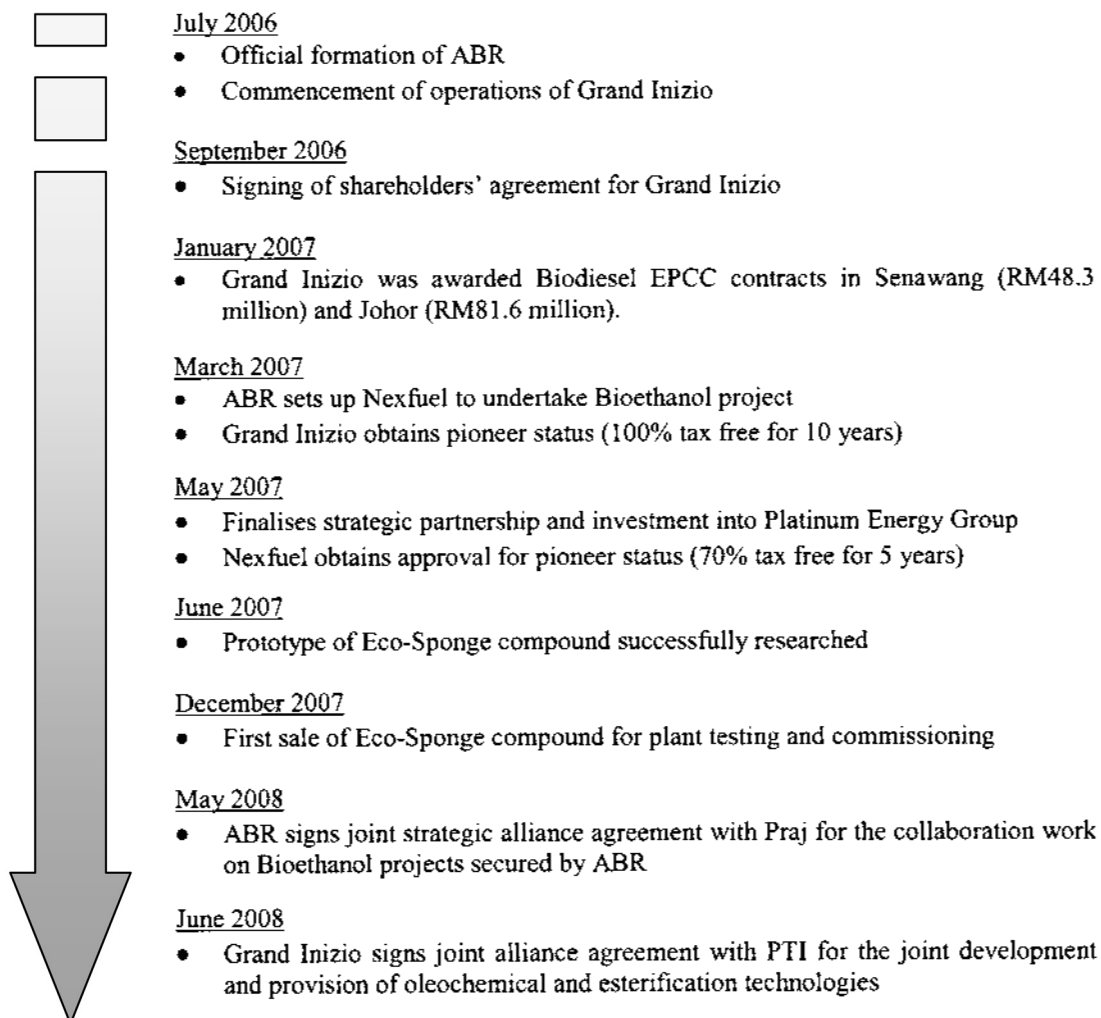 July 2006
• Official formation of ABR
• Commencement of operations of Grand Inizio
September 2006
• Signing of shareholders' agreement for Grand Inizio
January 2007
• Grand Inizio was awarded Biodiesel EPCC contracts in Senawang (RM48.3
million) and Johor (RM81.6 million).
March 2007
• ABR sets up Nexfuel to undertake Bioethanol project
• Grand Inizio obtains pioneer status (100% tax free for 10 years)
May 2007
• Finalises strategic partnership and investment into Platinum Energy Group
• Nexfuel obtains approval for pioneer status (70% tax free for 5 years)
June 2007
• Prototype of Eco-Sponge compound successfully researched
December 2007
• First sale of Eco-Sponge compound for plant testing and commissioning
May 2008
• ABR signs joint strategic alliance agreement with Praj for the collaboration work
on Bioethanol projects secured by ABR
June 2008
• Grand Inizio signs joint alliance agreement with PTI for the joint development
and provision of oleochemical and esterification technologies